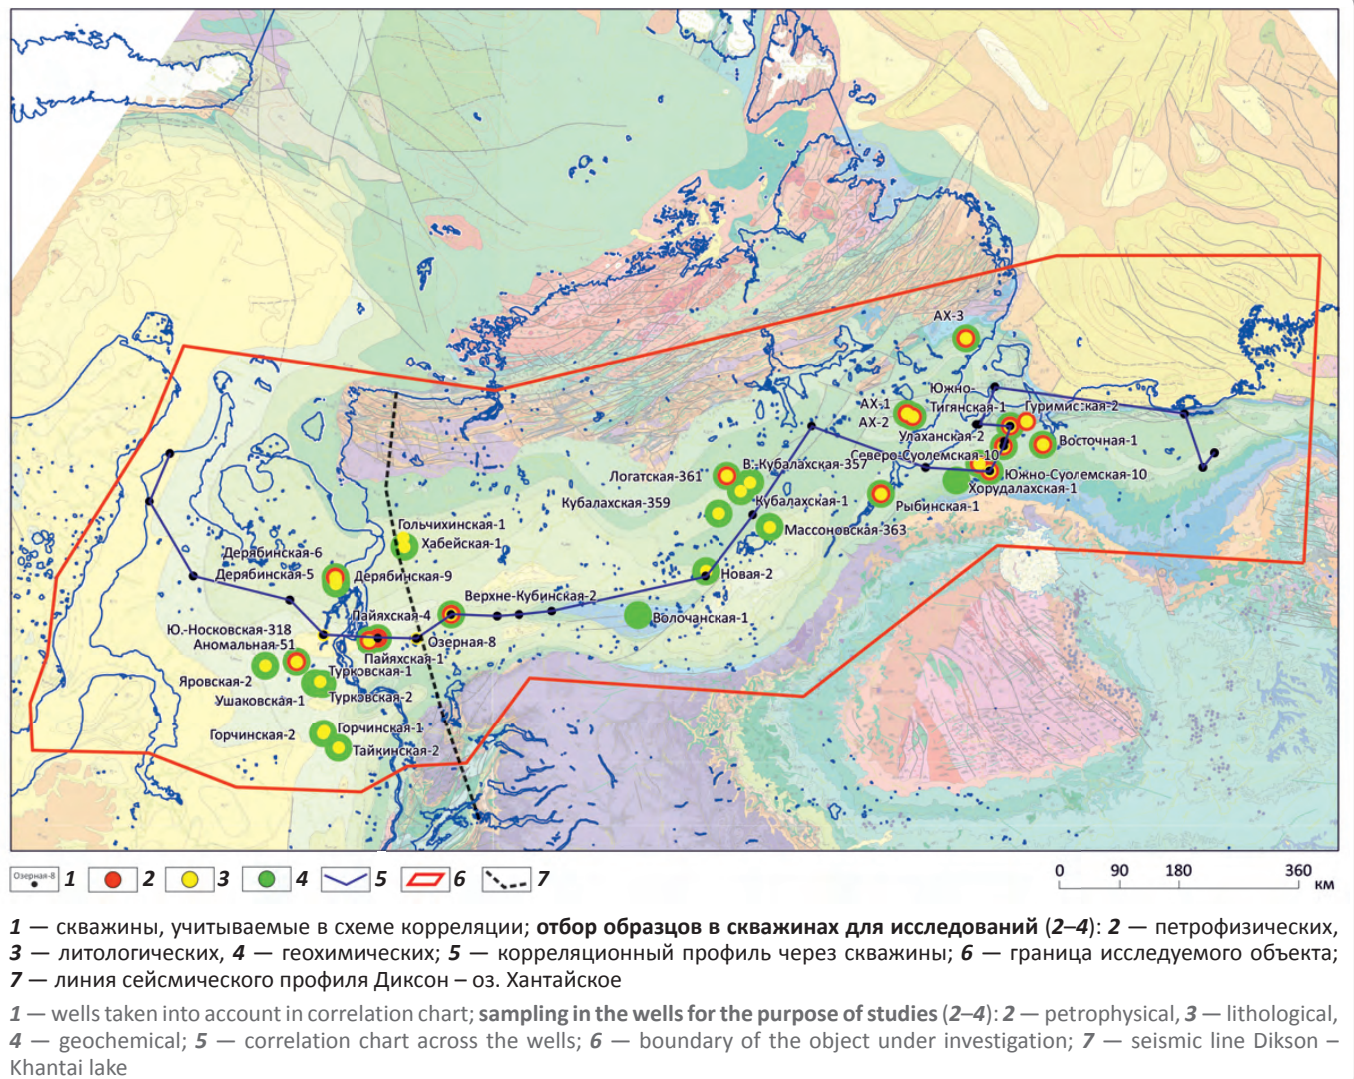 АХ-3
Южно-
АХ-1
Тигянская-1
Гуримисская-2
АХ-2
Улаханская-2
Восточная-1
Северо-Суолемская-10
В.-Кубалахская-357
Логатская-361
Южно-Суолемская-10
Хорудалахская-1
Кубалахская-359
Кубалахская-1
Рыбинская-1
Гольчихинская-1
Массоновская-363
Хабейская-1
Дерябинская-6
Дерябинская-5
Дерябинская-9
Новая-2
Верхне-Кубинская-2
Пайяхская-4
Волочанская-1
Ю.-Носковская-318
Озерная-8
Аномальная-51
Пайяхская-1
Турковская-1
Яровская-2
Ушаковская-1
Турковская-2
Горчинская-2
Горчинская-1
Тайкинская-2
Озерная-8 1 2 3 4 5 6 7
0 90 180 360
км
1 — скважины, учитываемые в схеме корреляции; отбор образцов в скважинах для исследований (2–4): 2 — петрофизических,
3 — литологических, 4 — геохимических; 5 — корреляционный профиль через скважины; 6 — граница исследуемого объекта;
7 — линия сейсмического профиля Диксон – оз. Хантайское
1 — wells taken into account in correlation chart; sampling in the wells for the purpose of studies (2–4): 2 — petrophysical, 3 — lithological,
4 — geochemical; 5 — correlation chart across the wells; 6 — boundary of the object under investigation; 7 — seismic line Dikson –
Khantai lake